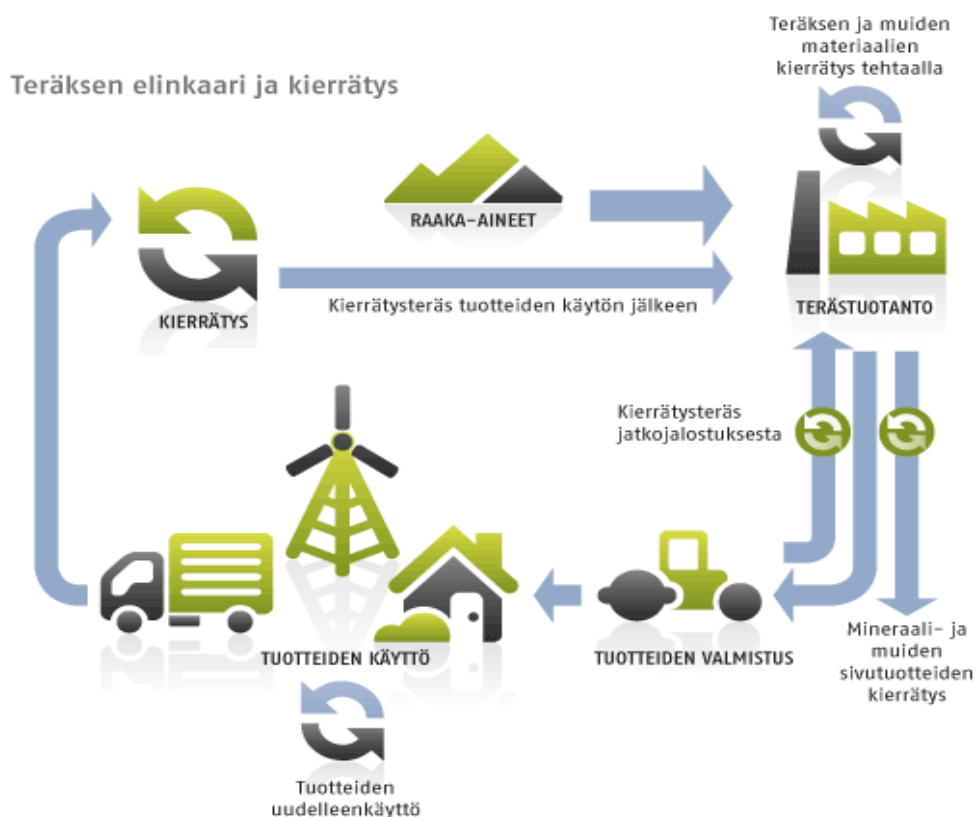 Teräksen ja muiden
materiaalien
kierrätys tehtaalla
Teräksen elinkaari ja kierrätys
RAAKA-AINEET
Kierrätysteräs tuotteiden käytön jälkeen
KIERRÄTYS
TERÄSTUOTANTO
Kierrätysteräs
jatkojalostuksesta
TUOTTEIDEN KÄYTTÖ
TUOTTEIDEN VALMISTUS
Mineraali- ja
muiden
sivutuotteiden
kierrätys
Tuotteiden
uudelleenkäyttö